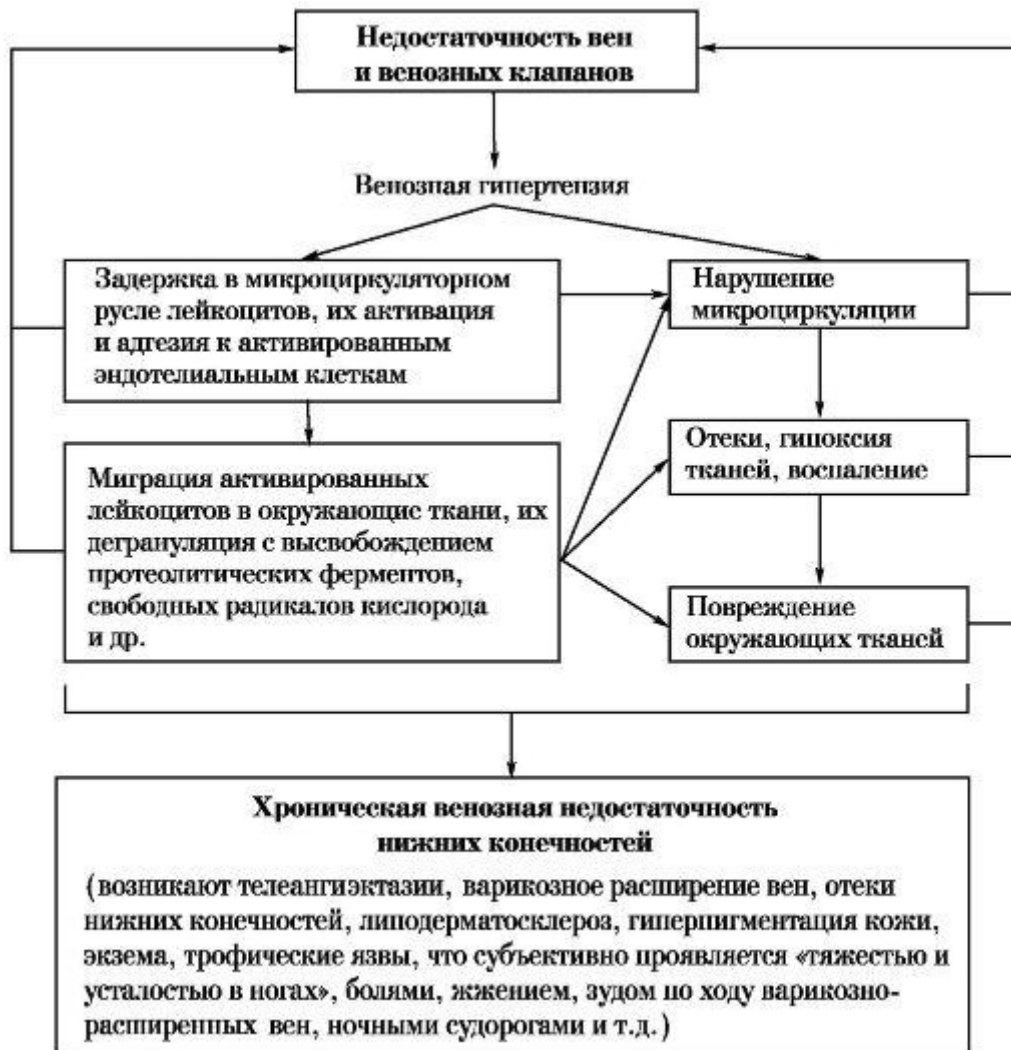 Недостаточность вен
и венозных клапанов
Венозная гипертензия
Задержка в микроциркуляторном
русле лейкоцитов, их активация
и адгезия к активированным
эндотелиальным клеткам
Нарушение
микроциркуляции
Миграция активированных
лейкоцитов в окружающие ткани, их
дегрануляция с высвобождением
протеолитических ферментов,
свободных радикалов кислорода
и др.
Отеки, гипоксия
тканей, воспаление
Повреждение
окружающих тканей
Хроническая венозная недостаточность
нижних конечностей
(возникают телеангиэктазии, варикозное расширение вен, отеки
нижних конечностей, липодерматосклероз, гиперпигментация кожи,
экзема, трофические язвы, что субъективно проявляется «тяжестью и
усталостью в ногах», болями, жжением, зудом по ходу варикозно-
расширенных вен, ночными судорогами и т.д.)